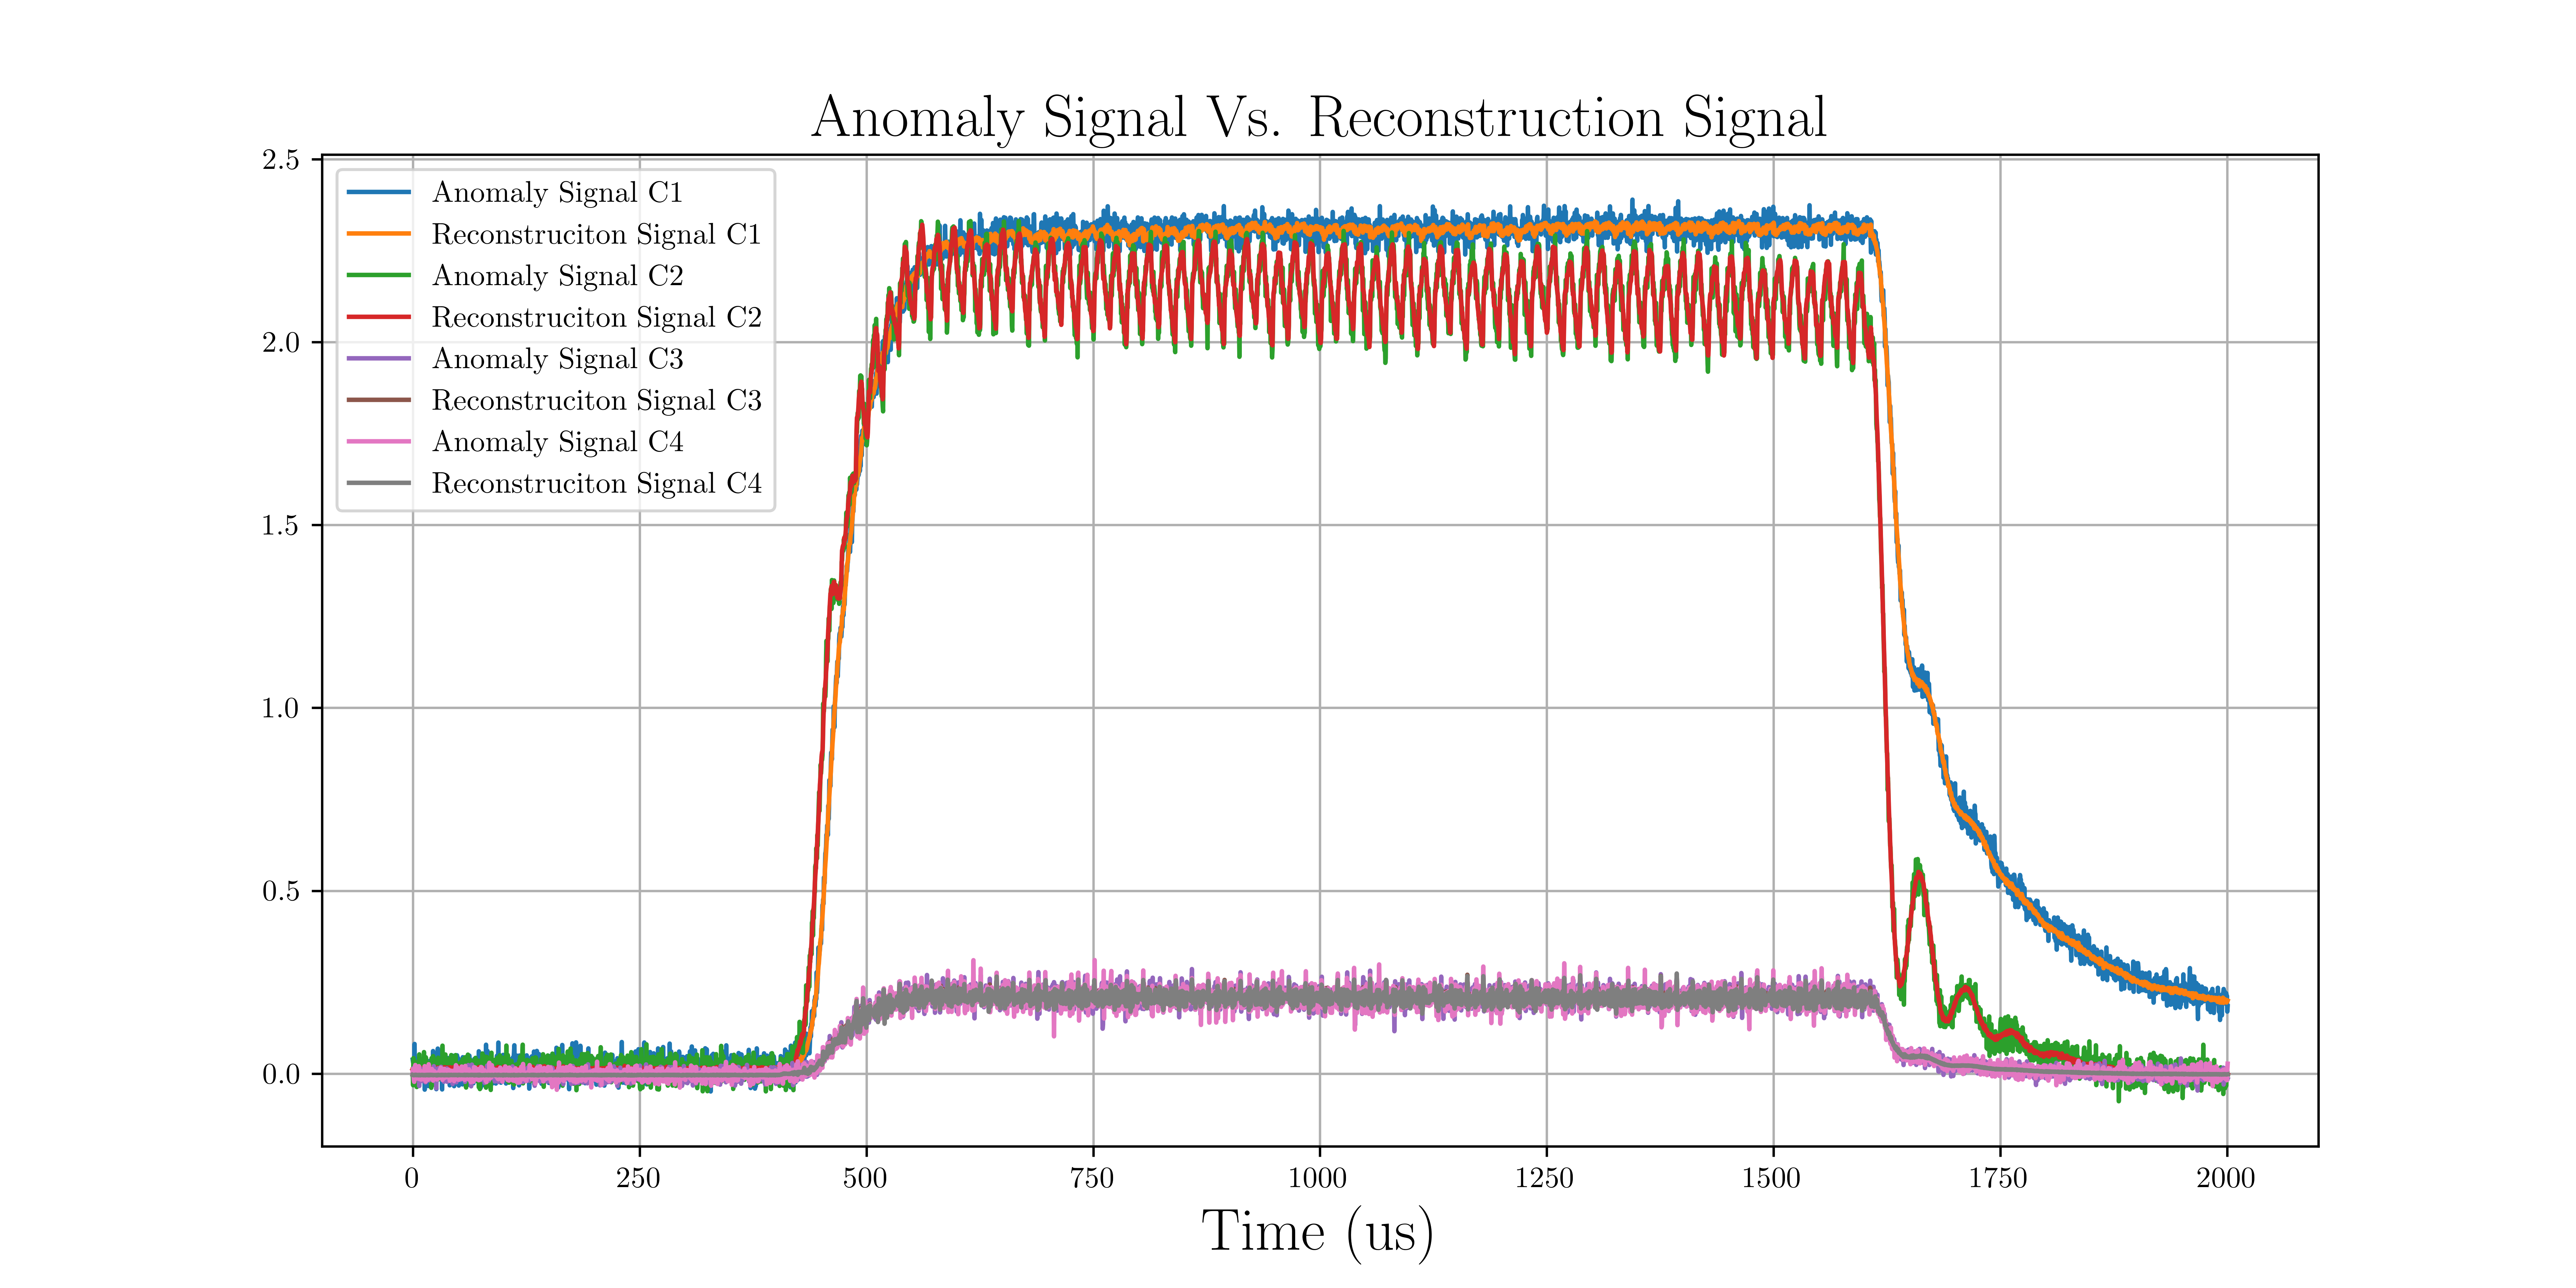 Anomaly Signal Vs. Reconstruction Signal
2.5
2.0
1.5
1.0
0.5
0.0
Anomaly Signal C1
Reconstruciton Signal C1
Anomaly Signal C2
Reconstruciton Signal C2
Anomaly Signal C3
Reconstruciton Signal C3
Anomaly Signal C4
Reconstruciton Signal C4
0 250 500 750 1000 1250 1500 1750 2000
Time (us)